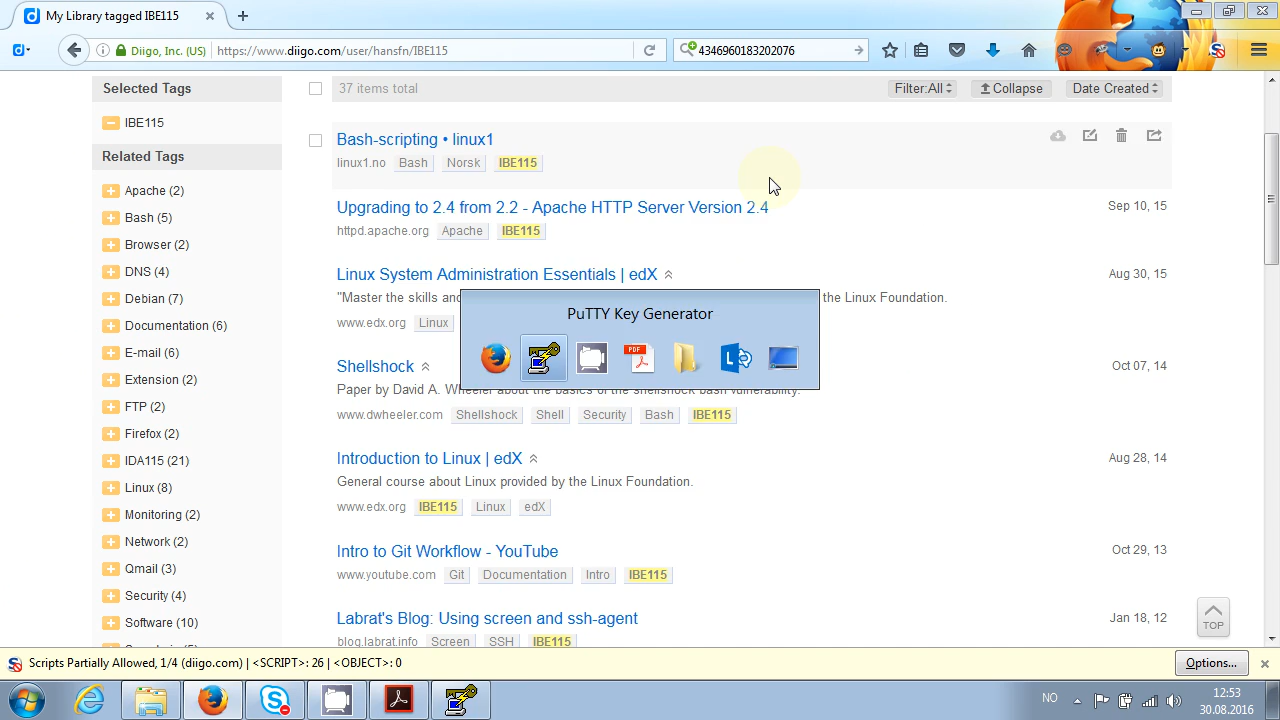 My Library tagged IBE115
Diigo, Inc. (US)
https://www.diigo.com/user/hansfn/IBE115
4346960183202076
Selected Tags
IBE115
Related Tags
Apache (2)
Bash (5)
Browser (2)
DNS (4)
Debian (7)
Documentation (6)
E-mail (6)
Extension (2)
FTP (2)
Firefox (2)
IDA115 (21)
Linux (8)
Monitoring (2)
Network (2)
Qmail (3)
Security (4)
Software (10)
37 items total
Filter:All
Collapse
Date Created
Bash-scripting • linux1
linux1.no Bash Norsk IBE115
Upgrading to 2.4 from 2.2 - Apache HTTP Server Version 2.4
Sep 10, 15
httpd.apache.org Apache IBE115
Linux System Administration Essentials | edX
Aug 30, 15
"Master the skills and the Linux Foundation.
www.edx.org Linux
PuTTY Key Generator
Shellshock
Oct 07, 14
Paper by David A. Wheeler about the basics of the shellshock bash vulnerability.
www.dwheeler.com Shellshock Shell Security Bash IBE115
Introduction to Linux | edX
Aug 28, 14
General course about Linux provided by the Linux Foundation.
www.edx.org IBE115 Linux edX
Intro to Git Workflow - YouTube
Oct 29, 13
www.youtube.com Git Documentation Intro IBE115
Labrat's Blog: Using screen and ssh-agent
Jan 18, 12
blog.labrat.info Screen SSH IBE115
TOP
Scripts Partially Allowed, 1/4 (diigo.com) | <SCRIPT>: 26 | <OBJECT>: 0
Options...
NO
12:53
30.08.2016